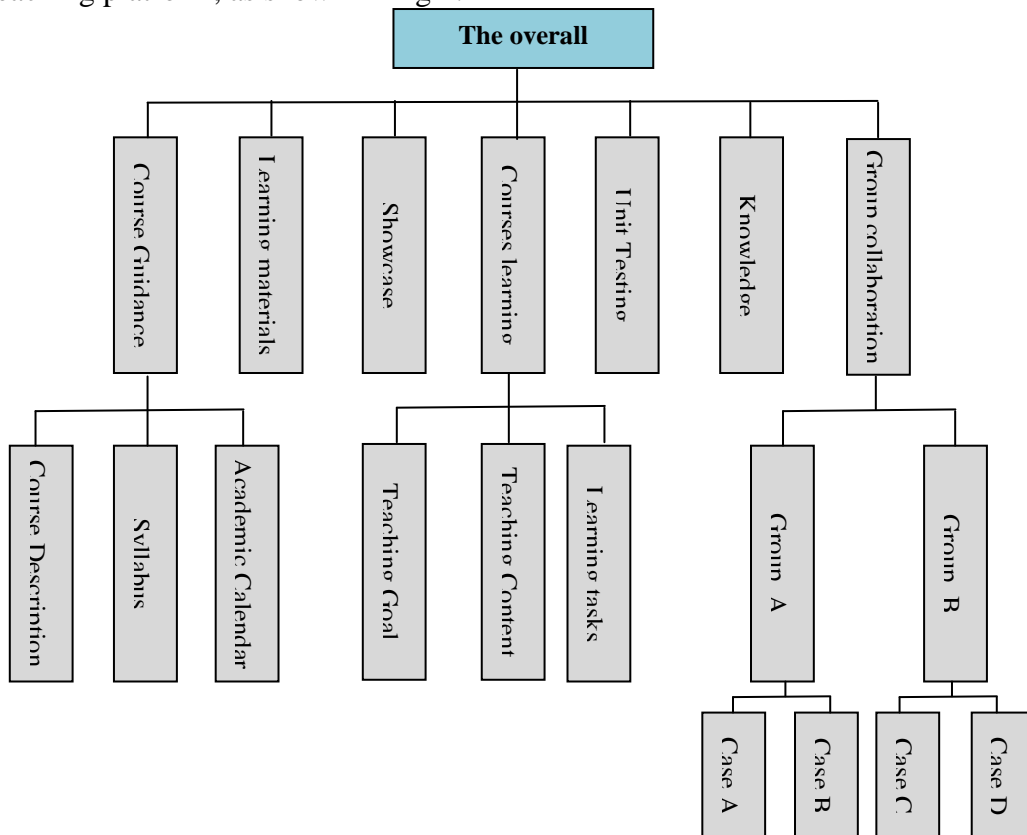 The overall
Course Guidance
Learning materials
Showcase
Courses learning
Unit Testing
Knowledge
Group collaboration
Course Description
Syllabus
Academic Calendar
Teaching Goal
Teaching Content
Learning tasks
Group A
Group B
Case A
Case B
Case C
Case D